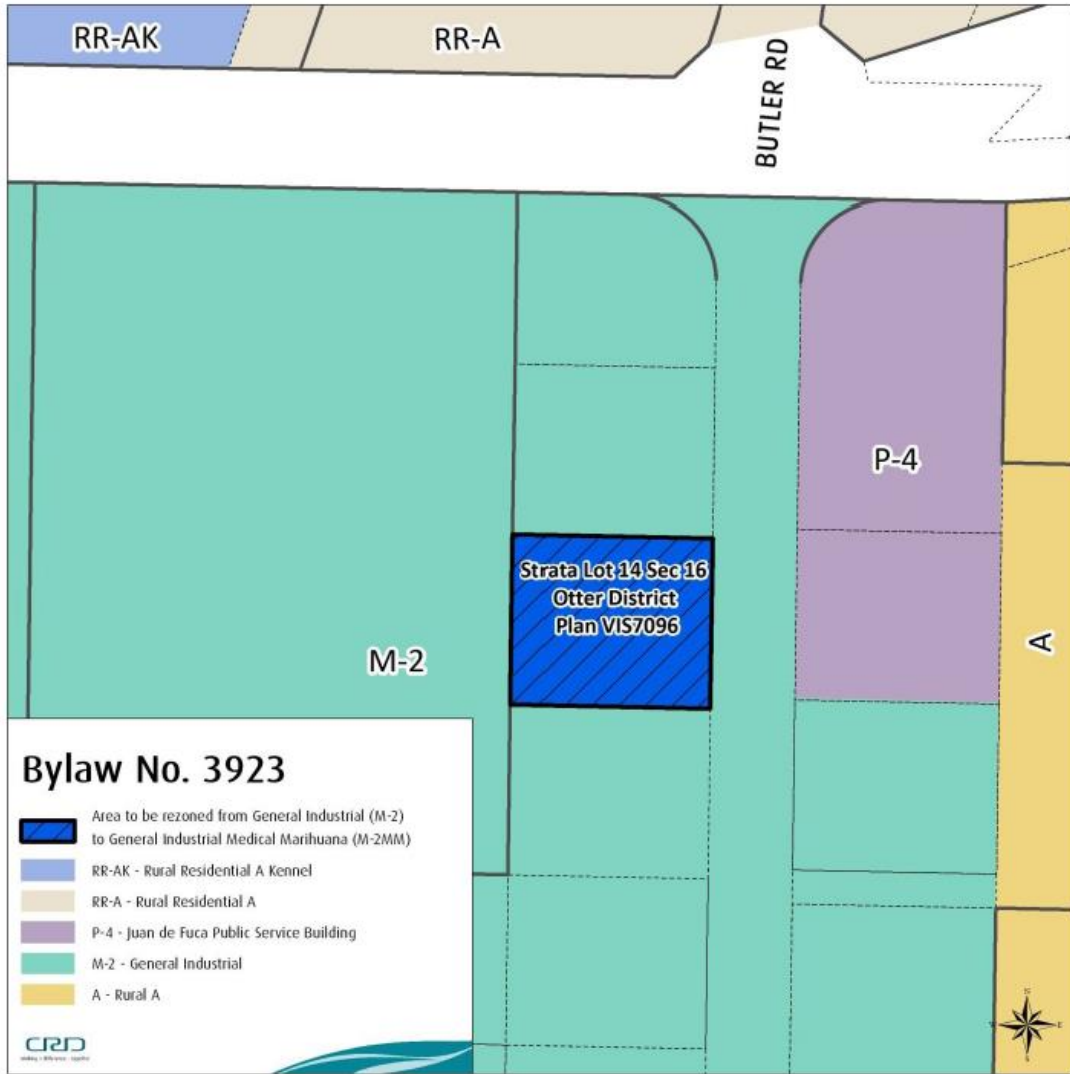 RR-AK
RR-A
BUTLER RD
P-4
Strata Lot 14 Sec 16
Otter District
Plan VIS7096
M-2
A
Bylaw No. 3923
Area to be rezoned from General Industrial (M-2)
to General Industrial Medical Marihuana (M-2MM)
RR-AK - Rural Residential A Kennel
RR-A - Rural Residential A
P-4 - Juan de Fuca Public Service Building
M-2 - General Industrial
A - Rural A
CRD